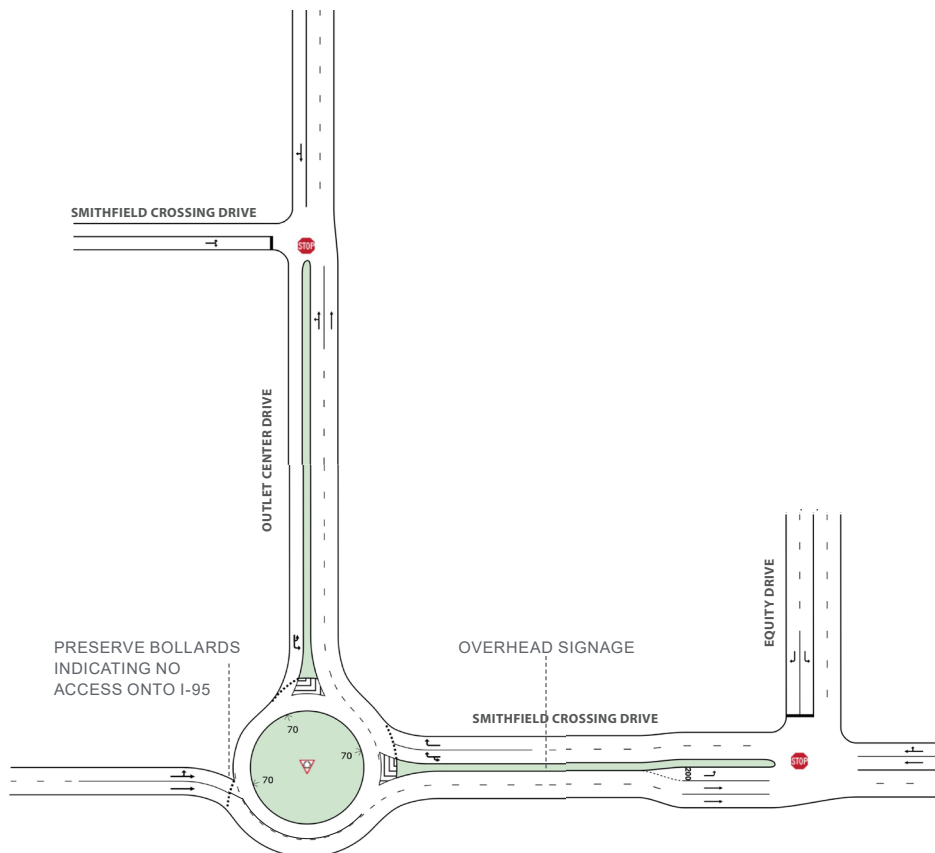 SMITHFIELD CROSSING DRIVE
STOP
OUTLET CENTER DRIVE
EQUITY DRIVE
PRESERVE BOLLARDS
INDICATING NO
ACCESS ONTO I-95
OVERHEAD SIGNAGE
SMITHFIELD CROSSING DRIVE
70
70
70
STOP
200